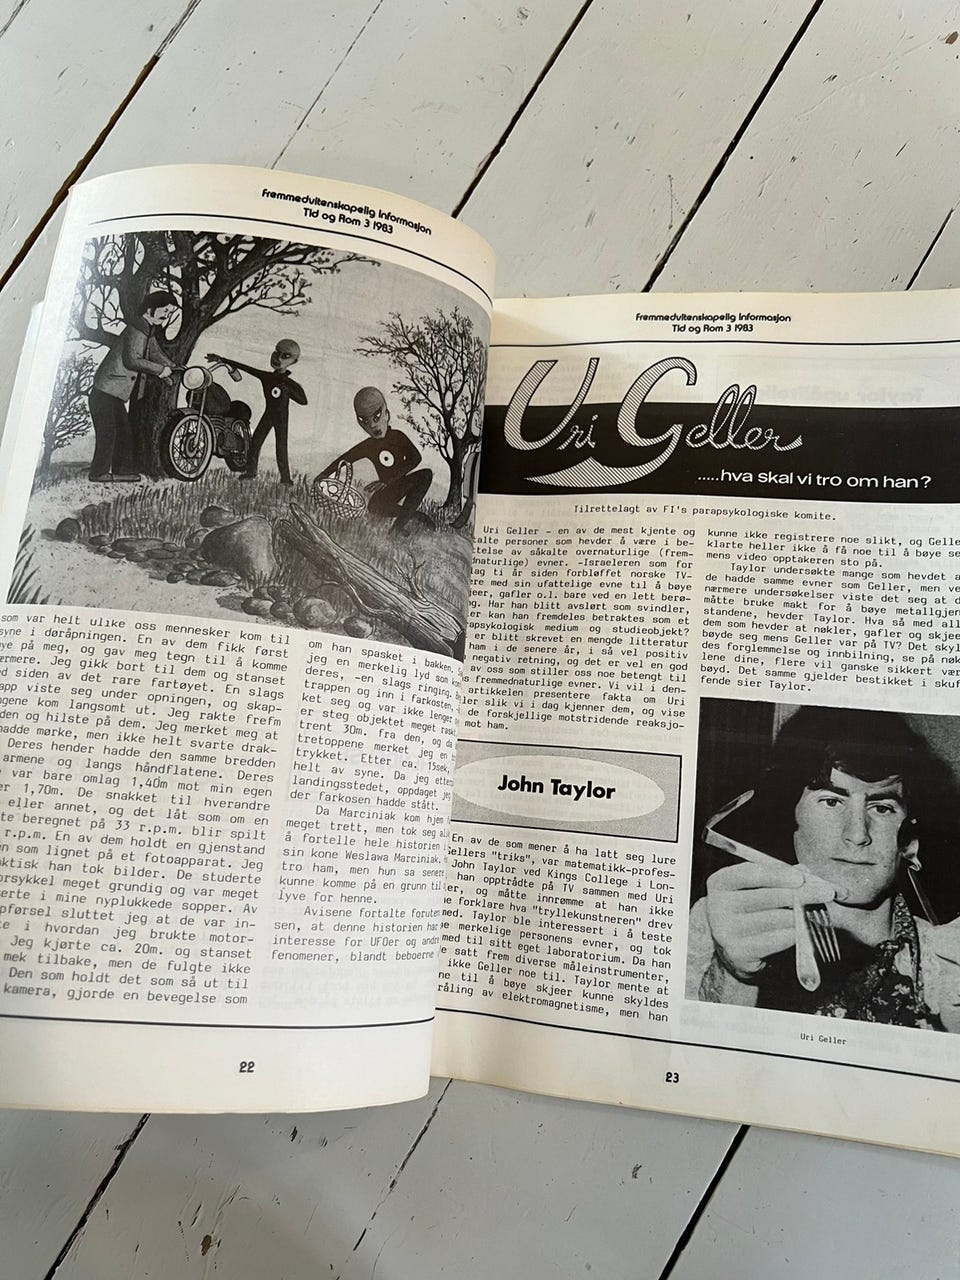 Fremmedvitenskapelig Informasjon
Tid og Rom 3 1983
som var helt ulike oss mennesker kom til
syne i døråpningen. En av dem fikk først
på meg, og gav meg tegn til å komme
nærmere. Jeg gikk bort til dem og stanset
siden av det rare fartøyet. En slags
viste seg under opningen, og skap-
kom langsomt ut. Jeg rakte frem
og hilste på dem. Jeg merket meg at
hadde mørke, men ikke helt svarte drak-
Deres hender hadde den samme bredden
armene og langs håndflatene. Deres
var bare omlag 1,40m mot min egen
1,70m. De snakket til hverandre
eller annet, og det låt som om en
beregnet på 33 r.p.m. blir spilt
r.p.m. En av dem holdt en gjenstand
som lignet på et fotoapparat. Jeg
faktisk han tok bilder. De studerte
meget grundig og var meget
i mine nyplukkede sopper. Av
sluttet jeg at de var in-
i hvordan jeg brukte motor-
Jeg kjørte ca. 20m. og stanset
mek tilbake, men de fulgte ikke
Den som holdt det som så ut til
kamera, gjorde en bevegelse som
om han spasket i bakken.
jeg en merkelig lyd som
deres, -en slags ringing.
trappen og inn i farkosten,
ket seg og var ikke lenger
er steg objektet meget raskt
trent 30m. fra den, og da
tretoppene merket jeg en
trykket. Etter ca. 15sek.
helt av syne. Da jeg
landingsstedet, oppdaget jeg
der farkosen hadde stått.
Da Marciniak kom hjem
meget trett, men tok seg
å fortelle hele historien
sin kone Weslawa Marciniak.
tro ham, men hun sa
kunne komme på en grunn til
lyve for henne.
Avisene fortalte foruten
sen, at denne historien har
interesse for UFOer og andre
fenomener, blandt beboerne
22
Fremmedvitenskapelig Informasjon
Tid og Rom 3 1983
Uri Geller
.....hva skal vi tro om han?
Tilrettelagt av FI's parapsykologiske komite.
Uri Geller - en av de mest kjente og
omtalte personer som hevder å være i be-
sittelse av såkalte overnaturlige (frem-
mednaturlige) evner. -Israeleren som for
ti år siden forbløffet norske TV-
med sin ufattelige evne til å bøye
skjeer, gafler o.l. bare ved en lett berø-
ring. Har han blitt avslørt som svindler,
eller kan han fremdeles betraktes som et
parapsykologisk medium og studieobjekt?
er blitt skrevet en mengde litteratur
ham i de senere år, i så vel positiv
negativ retning, og det er vel en god
av oss som stiller oss noe betengt til
fremmednaturlige evner. Vi vil i den-
artikkelen presentere fakta om Uri
slik vi i dag kjenner dem, og vise
de forskjellige motstridende reaksjo-
mot ham.
John Taylor
En av de som mener å ha latt seg lure
Gellers "triks", var matematikk-profes-
John Taylor ved Kings College i Lon-
han opptrådte på TV sammen med Uri
og måtte innrømme at han ikke
forklare hva "tryllekunstneren" drev
med. Taylor ble interessert i å teste
merkelige personens evner, og tok
med til sitt eget laboratorium. Da han
satt frem diverse måleinstrumenter,
ikke Geller noe til. Taylor mente at
til å bøye skjeer kunne skyldes
stråling av elektromagnetisme, men han
kunne ikke registrere noe slikt, og Geller
klarte heller ikke å få noe til å bøye
mens video opptakeren sto på.
Taylor undersøkte mange som hevdet
de hadde samme evner som Geller, men
nærmere undersøkelser viste det seg at
måtte bruke makt for å bøye metallgjen-
standene, hevder Taylor. Hva så med
dem som hevder at nøkler, gafler og
bøyde seg mens Geller var på TV? Det
des forglemmelse og innbilning, se på
lene dine, flere vil ganske sikkert
bøyd. Det samme gjelder bestikket i
fende sier Taylor.
Uri Geller
23